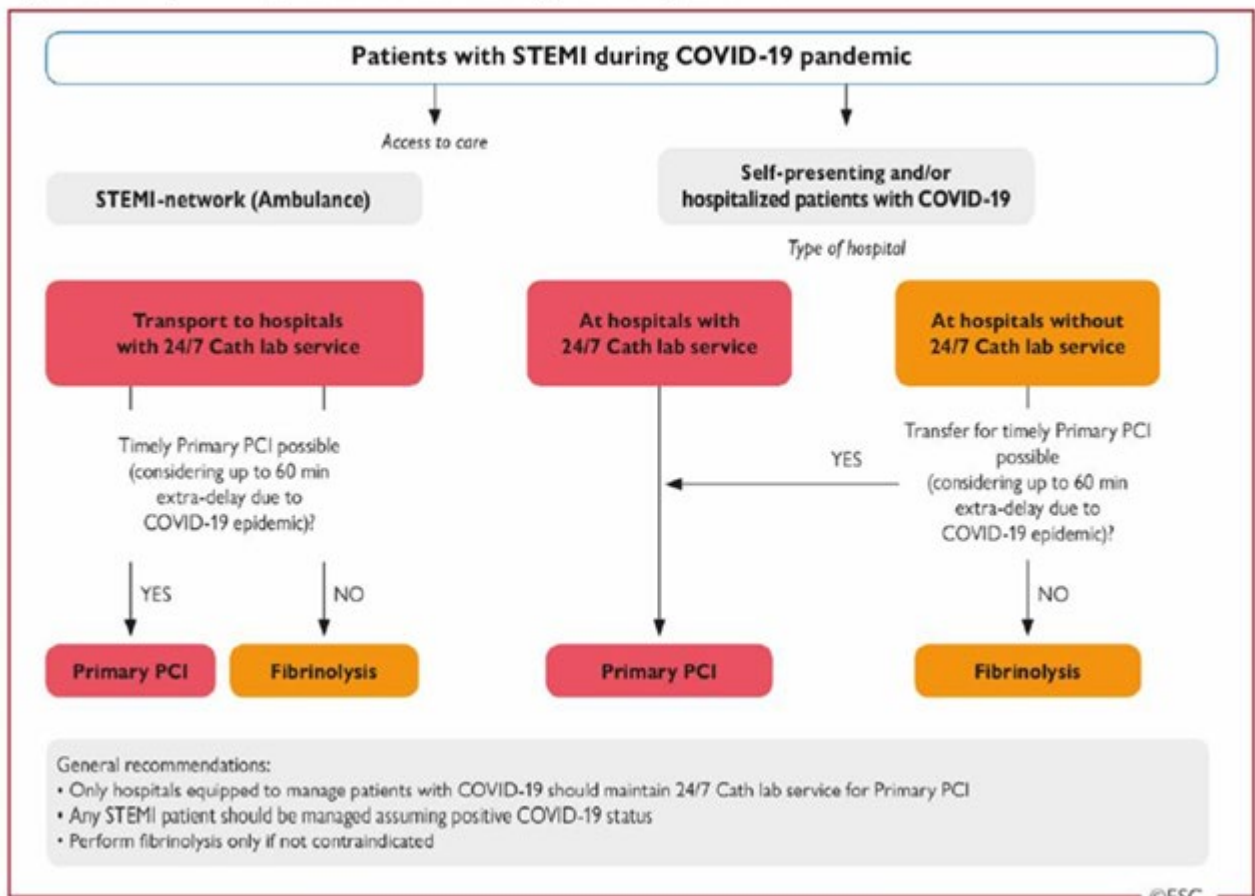 Patients with STEMI during COVID-19 pandemic
Access to care
STEMI-network (Ambulance)
Self-presenting and/or
hospitalized patients with COVID-19
Type of hospital
Transport to hospitals
with 24/7 Cath lab service
At hospitals with
24/7 Cath lab service
At hospitals without
24/7 Cath lab service
Timely Primary PCI possible
(considering up to 60 min
extra-delay due to
COVID-19 epidemic)?
YES
Transfer for timely Primary PCI
possible
(considering up to 60 min
extra-delay due to
COVID-19 epidemic)?
YES
NO
NO
Primary PCI
Fibrinolysis
Primary PCI
Fibrinolysis
General recommendations:
• Only hospitals equipped to manage patients with COVID-19 should maintain 24/7 Cath lab service for Primary PCI
• Any STEMI patient should be managed assuming positive COVID-19 status
• Perform fibrinolysis only if not contraindicated
©ESC